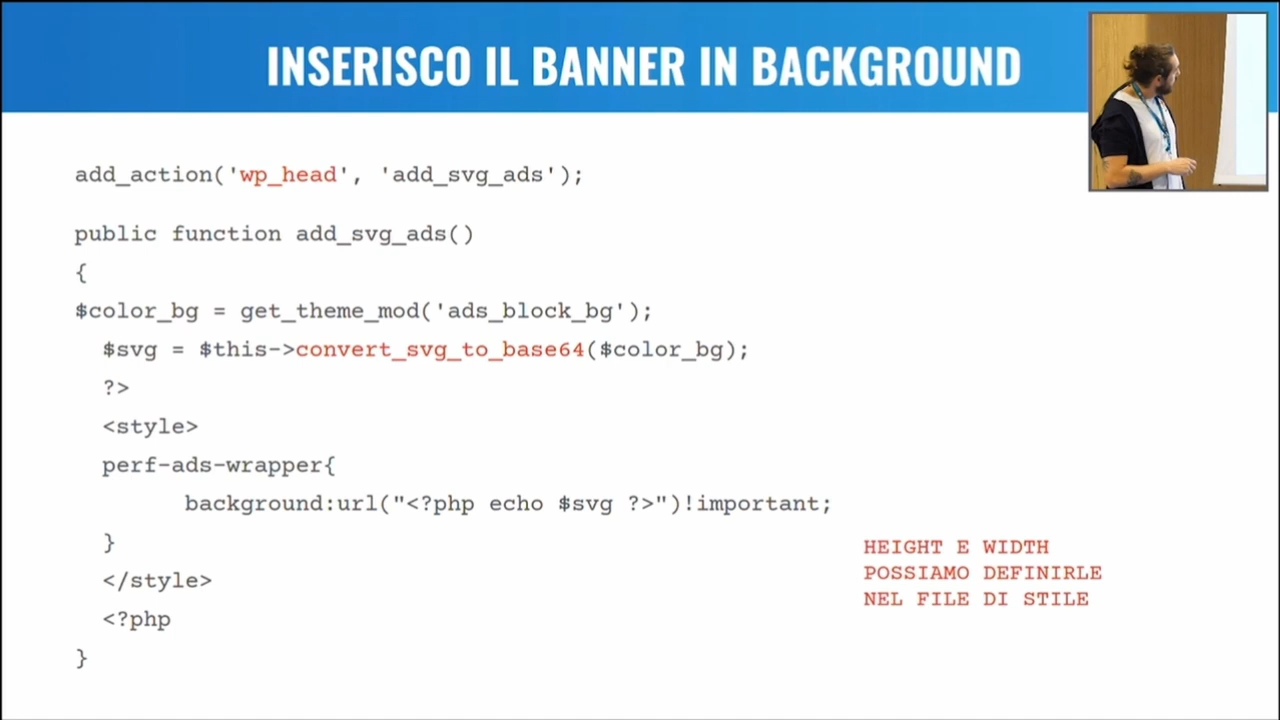 INSERISCO IL BANNER IN BACKGROUND
add_action('wp_head', 'add_svg_ads');
public function add_svg_ads()
{
$color_bg = get_theme_mod('ads_block_bg');
$svg = $this->convert_svg_to_base64($color_bg);
?>
<style>
perf-ads-wrapper{
background:url("<?php echo $svg ?>")!important;
}
</style>
<?php
}
HEIGHT E WIDTH
POSSIAMO DEFINIRLE
NEL FILE DI STILE